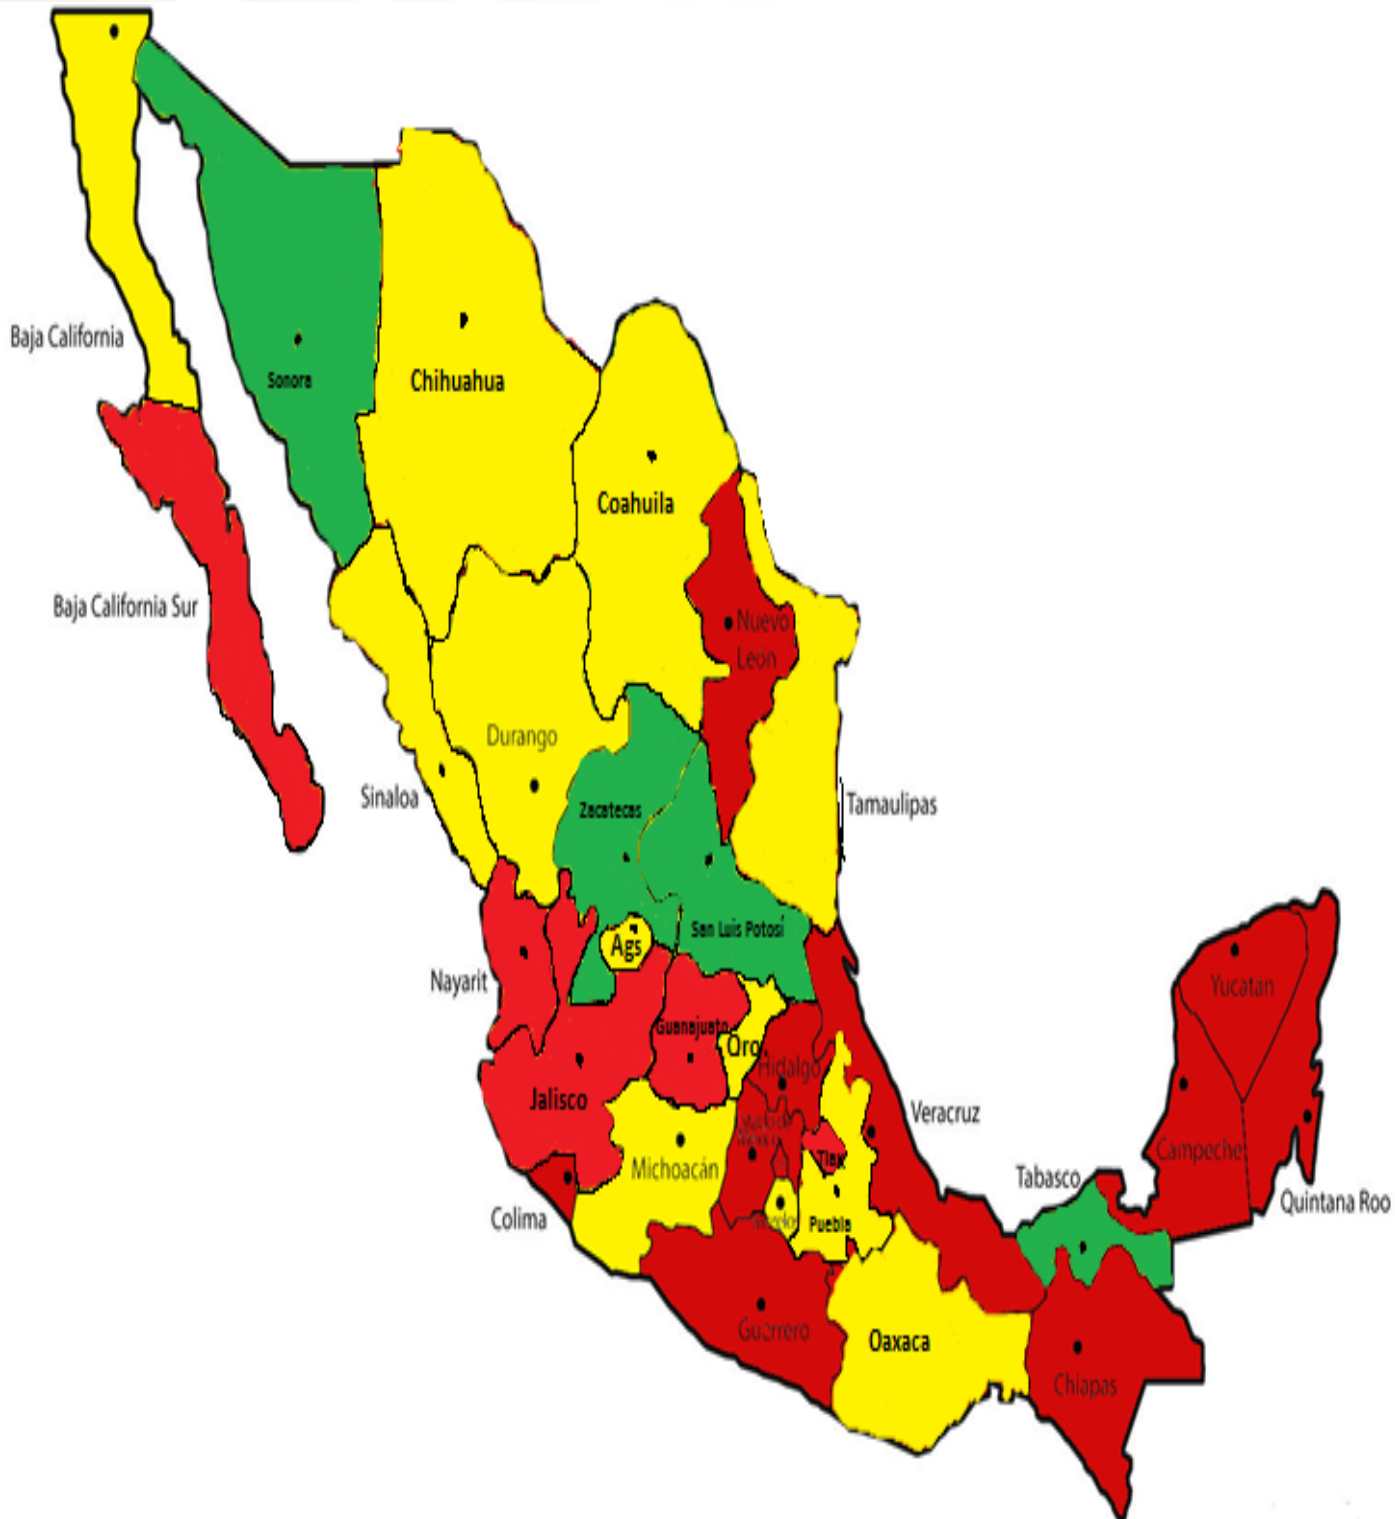 Baja California
Sonora
Chihuahua
Coahuila
Baja California Sur
Nuevo
León
Durango
Sinaloa
Zacatecas
Tamaulipas
San Luis Potosí
Ags
Nayarit
Yucatán
Guanajuato
Qro.
Hidalgo
Jalisco
Veracruz
Michoacán
Tlax
Campeche
Tabasco
Quintana Roo
Colima
Morelos
Puebla
Guerrero
Oaxaca
Chiapas